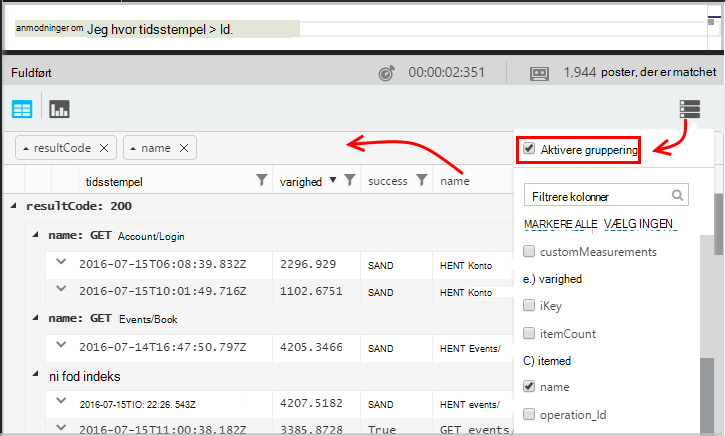 anmodninger om Jeg hvor tidsstempel > Id.
Fuldført 00:00:02:351 1,944 poster, der er matchet
resultCode name
Aktivere gruppering
tidsstempel varighed success name
Filtrere kolonner
resultCode: 200
MARKERE ALLE VÆLG INGEN
name: GET Account/Login
customMeasurements
2016-07-15T06:08:39.832Z 2296.929 SAND HENT Konto
e.) varighed
2016-07-15T10:01:49.716Z 1102.6751 SAND HENT Konto
iKey
name: GET Events/Book
itemCount
2016-07-14T16:47:50.797Z 4205.3466 SAND HENT Events/
C) itemed
ni fod indeks
name
2016-07-15TIO: 22:26. 543Z 4207.5182 SAND HENT events/
operation_Id
2016-07-15T11:00:38.182Z 3385.8728 True GET events/